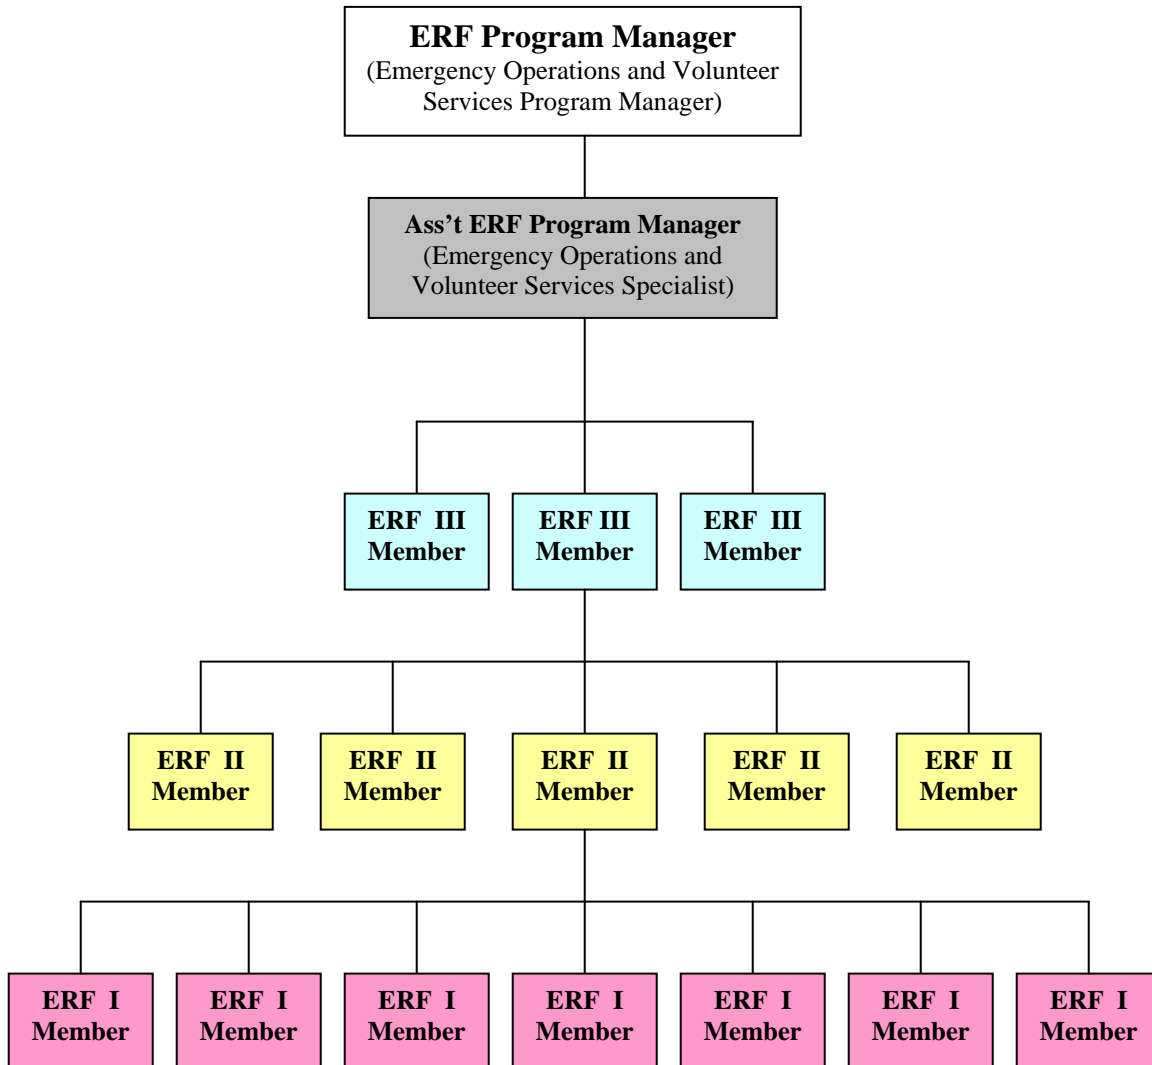 ERF Program Manager
(Emergency Operations and Volunteer
Services Program Manager)
Ass’t ERF Program Manager
(Emergency Operations and
Volunteer Services Specialist)
ERF III
Member
ERF III
Member
ERF III
Member
ERF II
Member
ERF II
Member
ERF II
Member
ERF II
Member
ERF II
Member
ERF I
Member
ERF I
Member
ERF I
Member
ERF I
Member
ERF I
Member
ERF I
Member
ERF I
Member